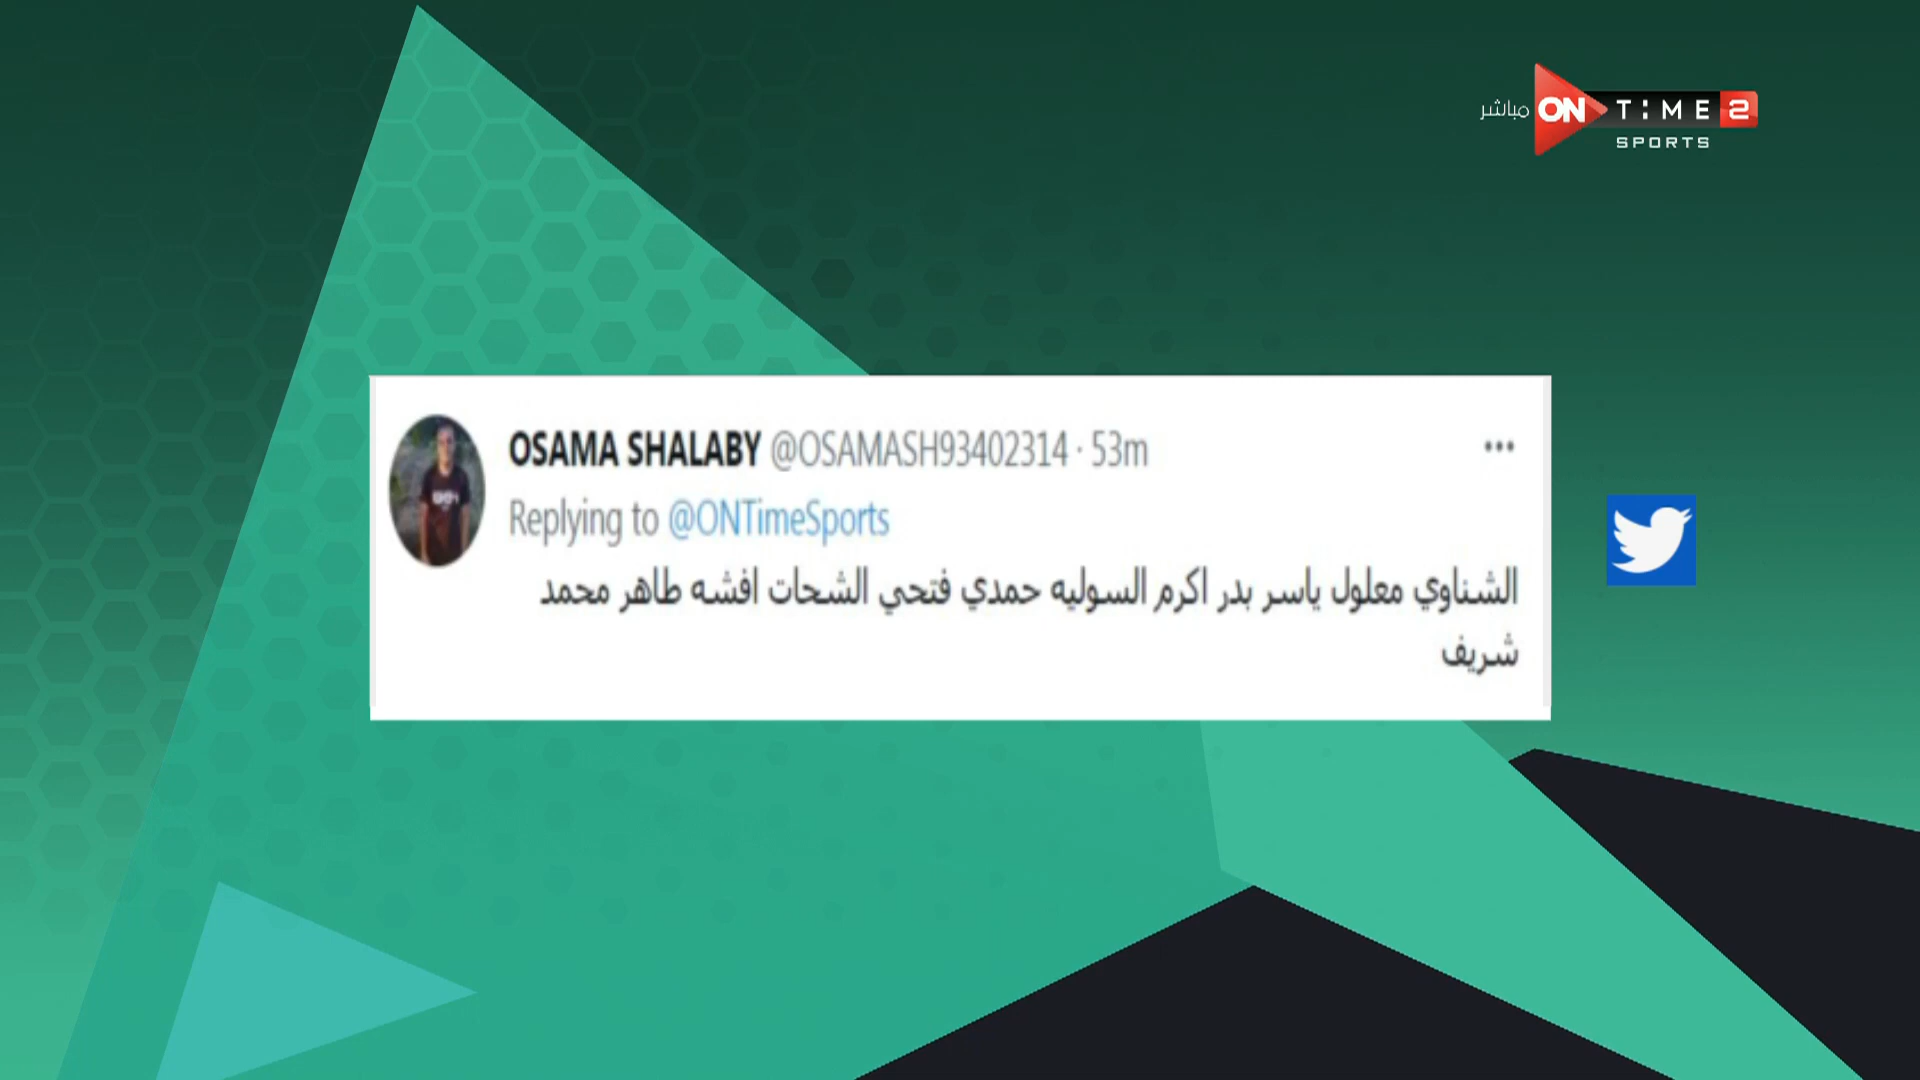 مباشر ON TIME 2
SPORTS
OSAMA SHALABY @OSAMASH93402314 · 53m
Replying to @ONTimeSports
الشناوي معلول ياسر بدر اكرم السوليه حمدي فتحي الشحات افشه طاهر محمد
شريف